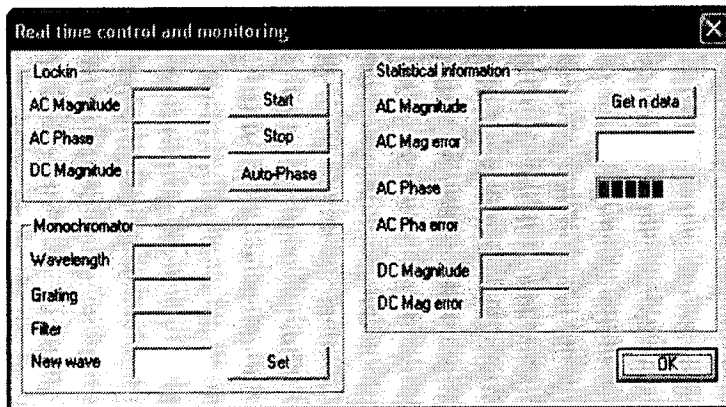 Real time control and monitoring
Lockin
AC Magnitude
Start
AC Phase
Stop
DC Magnitude
Auto-Phase
Monochromator
Wavelength
Grating
Filter
New wave
Set
Statistical information
AC Magnitude
Get n data
AC Mag error
AC Phase
AC Pha error
DC Magnitude
DC Mag error
OK